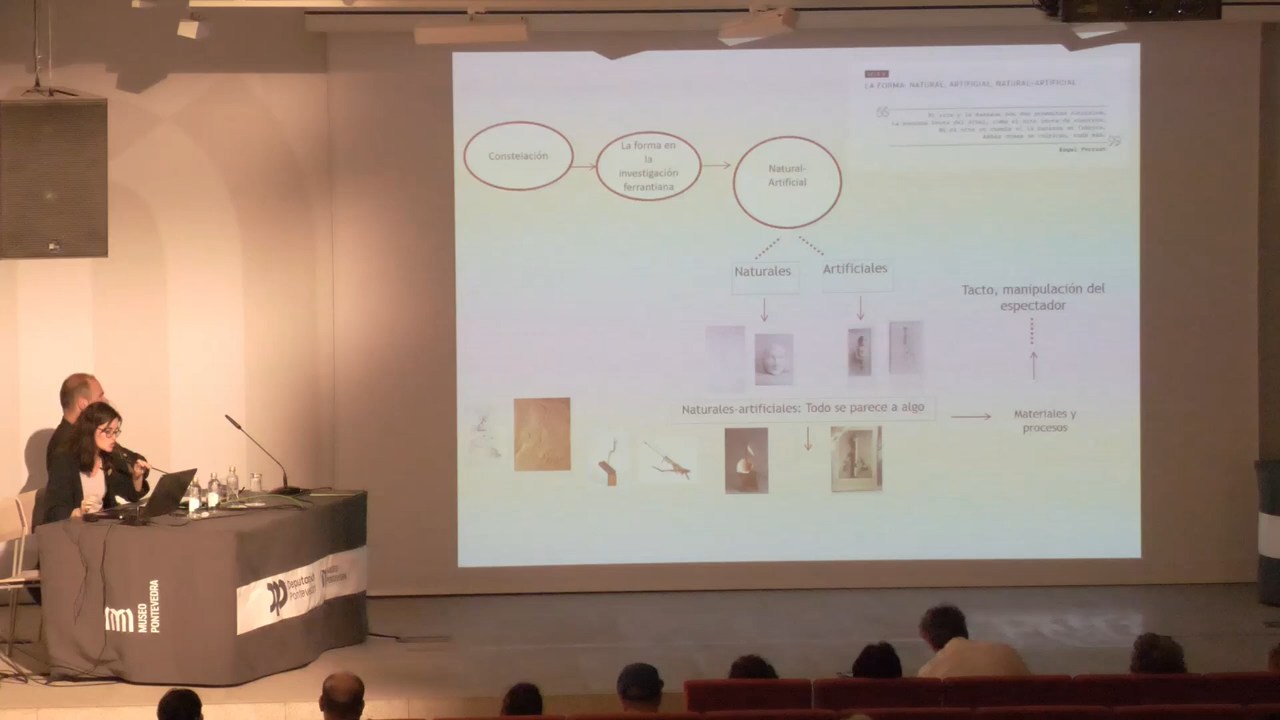 LA FORMA: NATURAL, ARTIFICIAL, NATURAL-ARTIFICIAL
Constelación
La forma en
la
investigación
ferrantiana
Natural-
Artificial
Naturales
Artificiales
Tacto, manipulación del
espectador
Naturales-artificiales: Todo se parece a algo
Materiales y
procesos
MUSEO
PONTEVEDRA
Deputación
Pontevedra